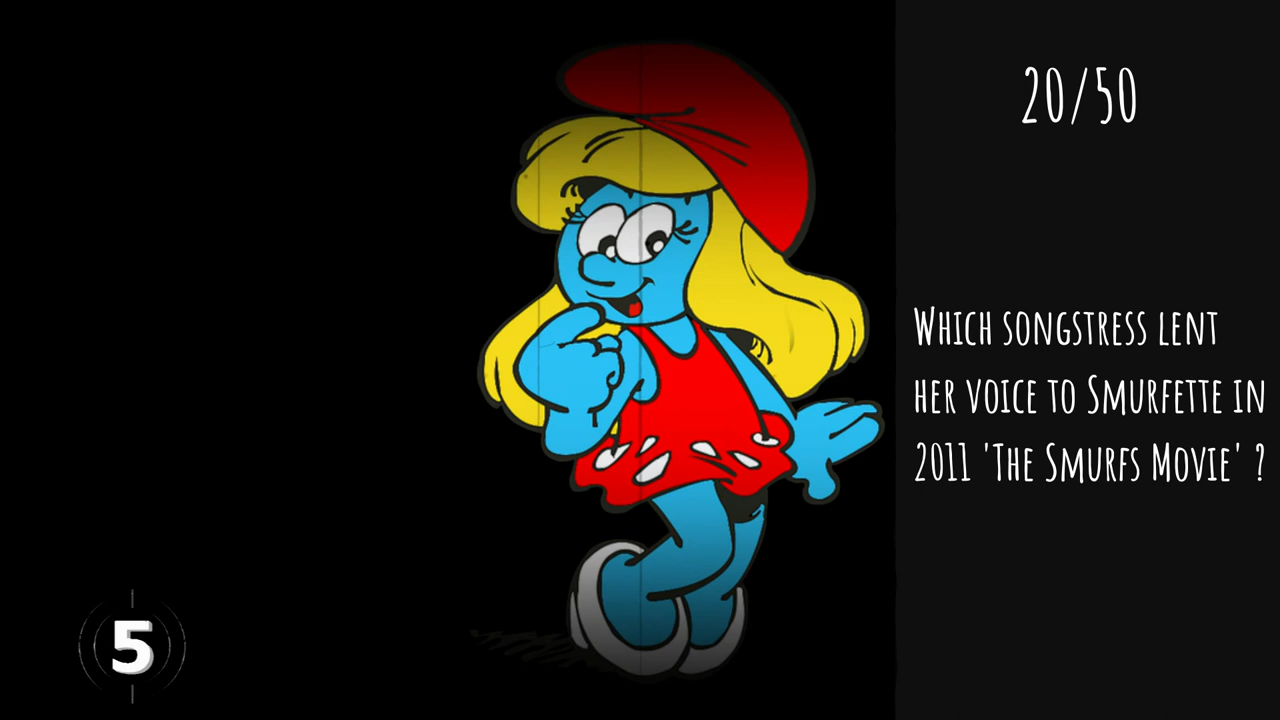 20/50
Which songstress lent
her voice to Smurfette in
2011 'The Smurfs Movie' ?
5